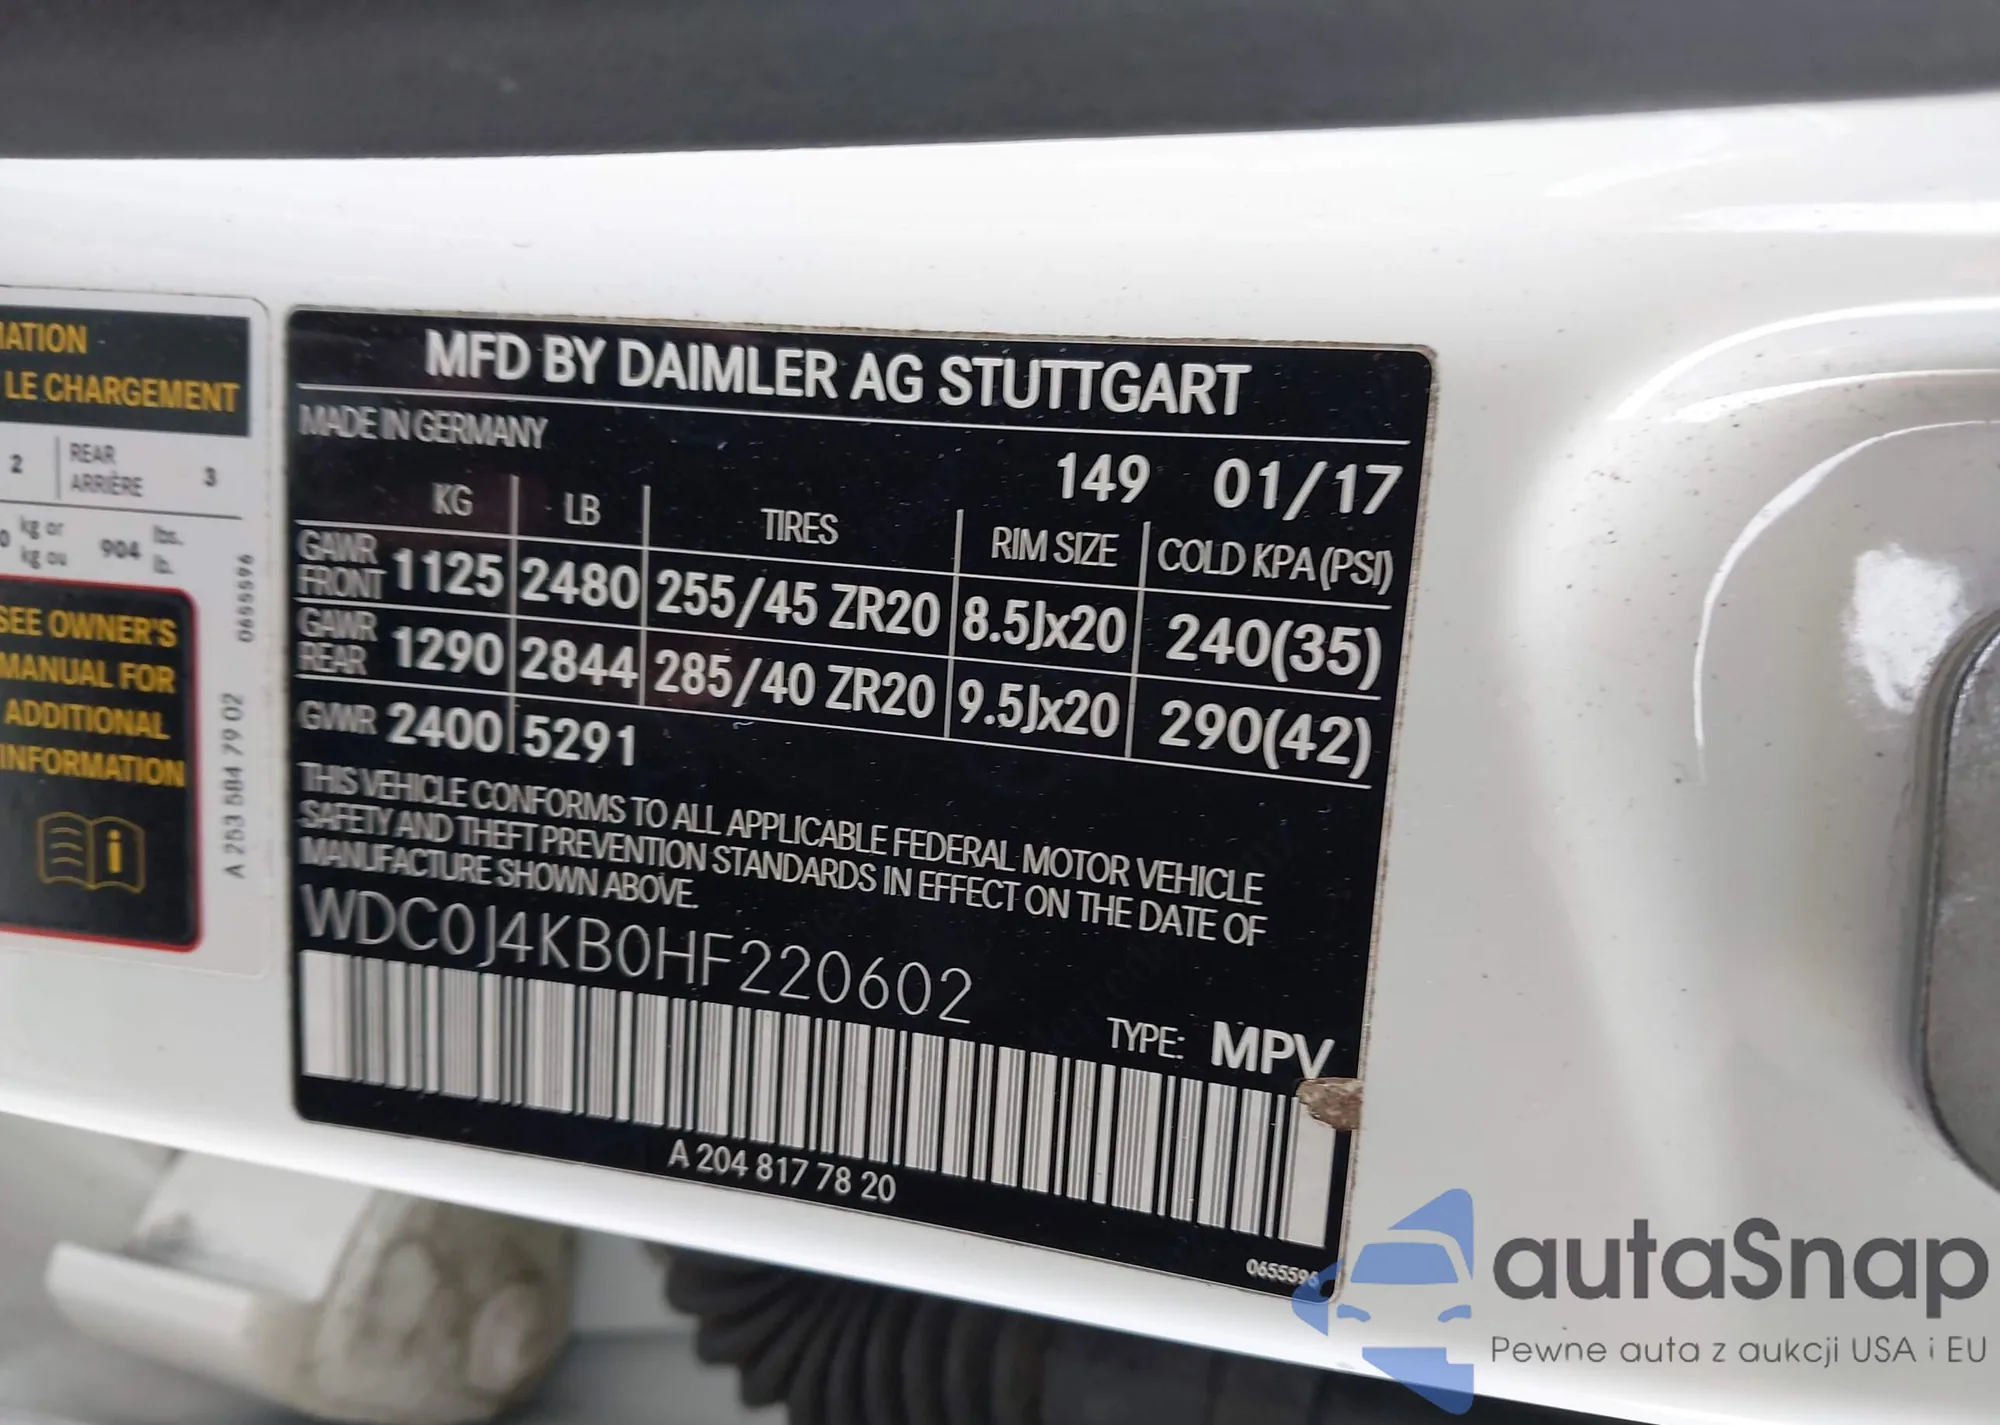 MATION
LE CHARGEMENT
2 REAR 3
ARRIÈRE
0 kg or 904 lbs.
kg ou lb.
SEE OWNER'S
MANUAL FOR
ADDITIONAL
INFORMATION
i
A 253 584 79 02
0655596
MFD BY DAIMLER AG STUTTGART
MADE IN GERMANY
149 01/17
KG LB TIRES RIM SIZE COLD KPA (PSI)
GAWR FRONT 1125 2480 255/45 ZR20 8.5Jx20 240(35)
GAWR REAR 1290 2844 285/40 ZR20 9.5Jx20 290(42)
GVWR 2400 5291
THIS VEHICLE CONFORMS TO ALL APPLICABLE FEDERAL MOTOR VEHICLE
SAFETY AND THEFT PREVENTION STANDARDS IN EFFECT ON THE DATE OF
MANUFACTURE SHOWN ABOVE.
WDC0J4KB0HF220602
TYPE: MPV
A 204 817 78 20
0655596
autaSnap
Pewne auta z aukcji USA i EU